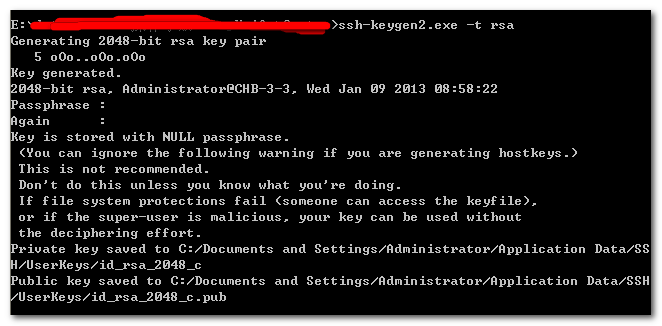 E:\>ssh-keygen2.exe -t rsa
Generating 2048-bit rsa key pair
   5 oOo..oOo.oOo
Key generated.
2048-bit rsa, Administrator@CHB-3-3, Wed Jan 09 2013 08:58:22
Passphrase :
Again      :
Key is stored with NULL passphrase.
 (You can ignore the following warning if you are generating hostkeys.)
 This is not recommended.
 Don't do this unless you know what you're doing.
 If file system protections fail (someone can access the keyfile),
 or if the super-user is malicious, your key can be used without
 the deciphering effort.
Private key saved to C:/Documents and Settings/Administrator/Application Data/SS
H/UserKeys/id_rsa_2048_c
Public key saved to C:/Documents and Settings/Administrator/Application Data/SSH
/UserKeys/id_rsa_2048_c.pub